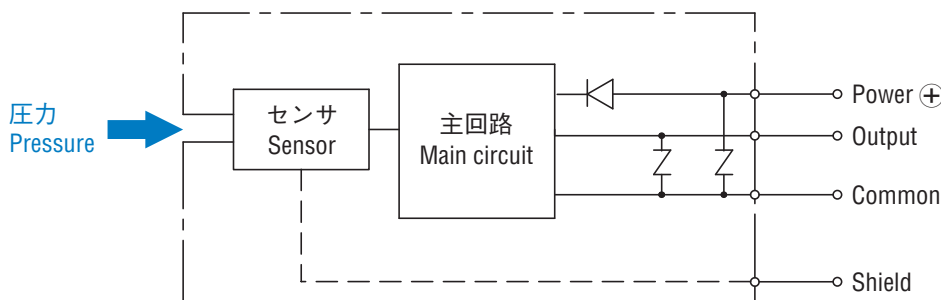 圧力
Pressure
センサ
Sensor
主回路
Main circuit
Power ⊕
Output
Common
Shield